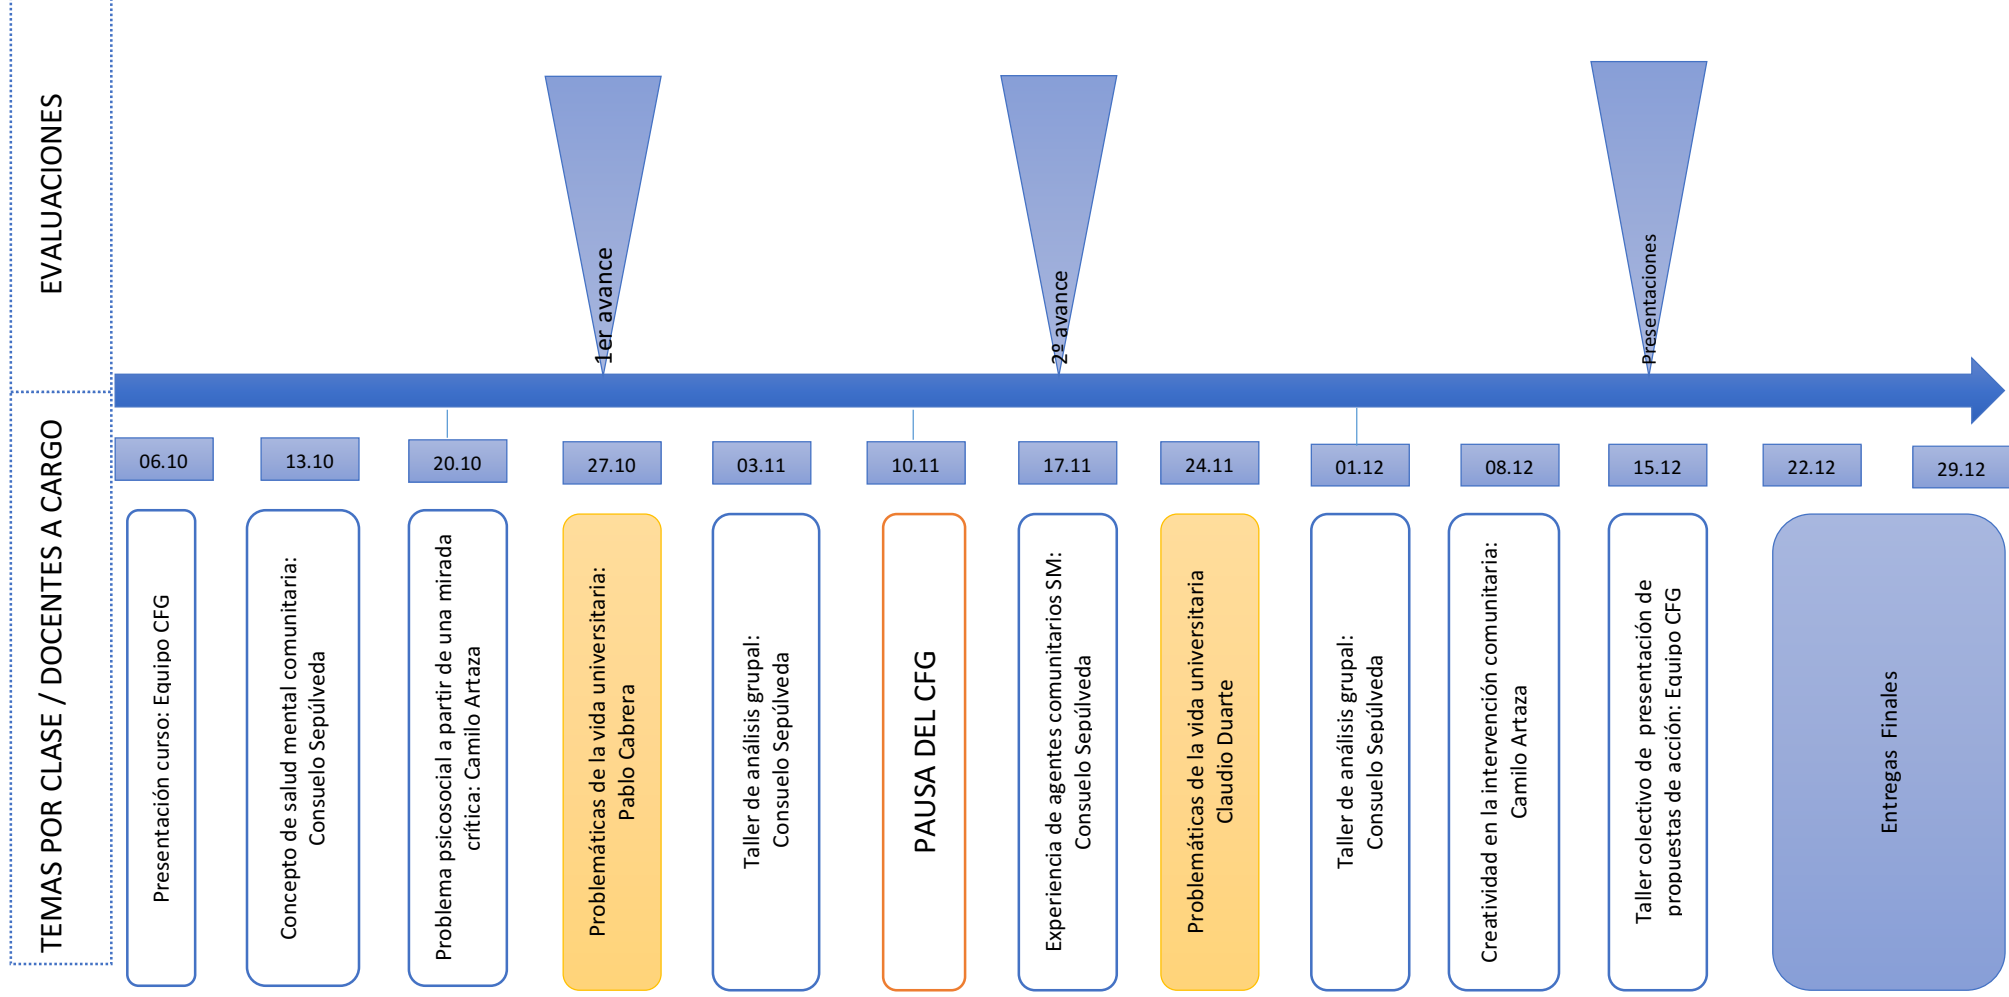 EVALUACIONES
1er avance
2º avance
Presentaciones
TEMAS POR CLASE / DOCENTES A CARGO
06.10
13.10
20.10
27.10
03.11
10.11
17.11
24.11
01.12
08.12
15.12
22.12
29.12
Presentación curso: Equipo CFG
Concepto de salud mental comunitaria:
Consuelo Sepúlveda
Problema psicosocial a partir de una mirada
crítica: Camilo Artaza
Problemáticas de la vida universitaria:
Pablo Cabrera
Taller de análisis grupal:
Consuelo Sepúlveda
PAUSA DEL CFG
Experiencia de agentes comunitarios SM:
Consuelo Sepúlveda
Problemáticas de la vida universitaria
Claudio Duarte
Taller de análisis grupal:
Consuelo Sepúlveda
Creatividad en la intervención comunitaria:
Camilo Artaza
Taller colectivo de presentación de
propuestas de acción: Equipo CFG
Entregas Finales